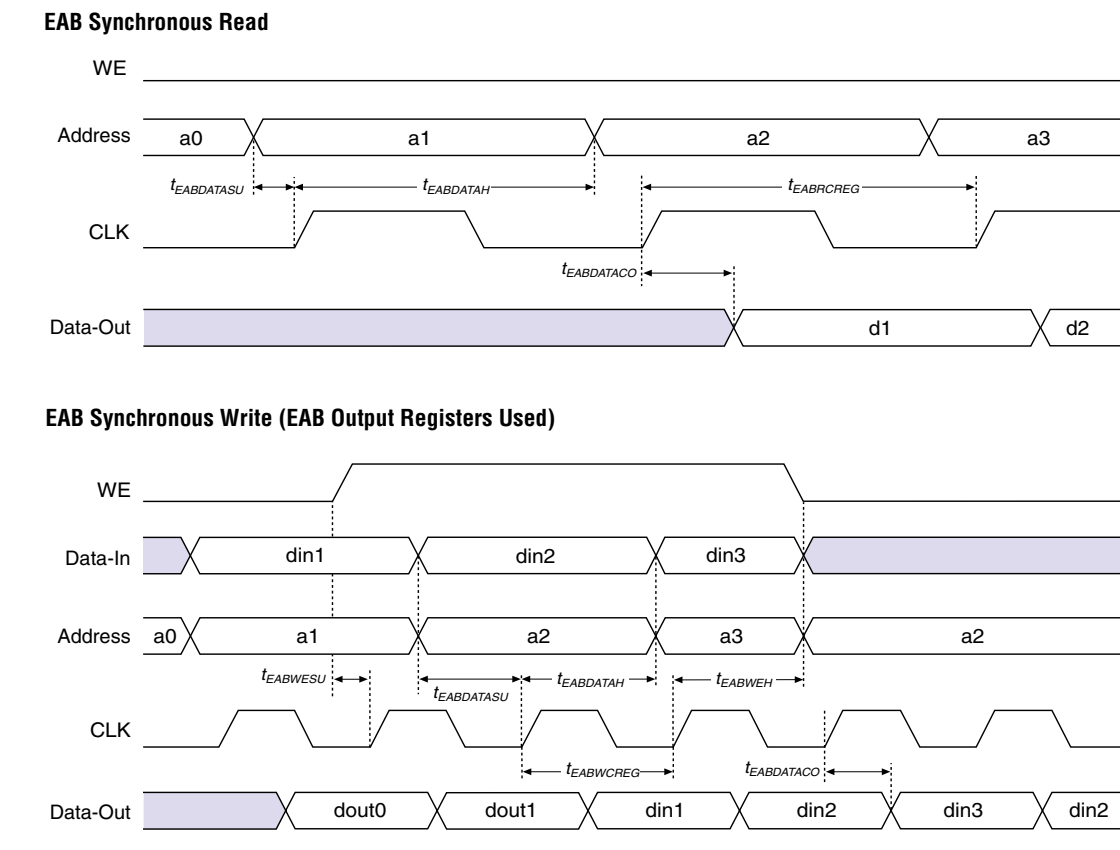 EAB Synchronous Read
WE
Address a0 a1 a2 a3
tEABDATASU tEABDATAH tEABRCREG
CLK
tEABDATACO
Data-Out d1 d2
EAB Synchronous Write (EAB Output Registers Used)
WE
Data-In din1 din2 din3
Address a0 a1 a2 a3 a2
tEABWESU tEABDATASU tEABDATAH tEABWEH
CLK
tEABWCREG tEABDATACO
Data-Out dout0 dout1 din1 din2 din3 din2